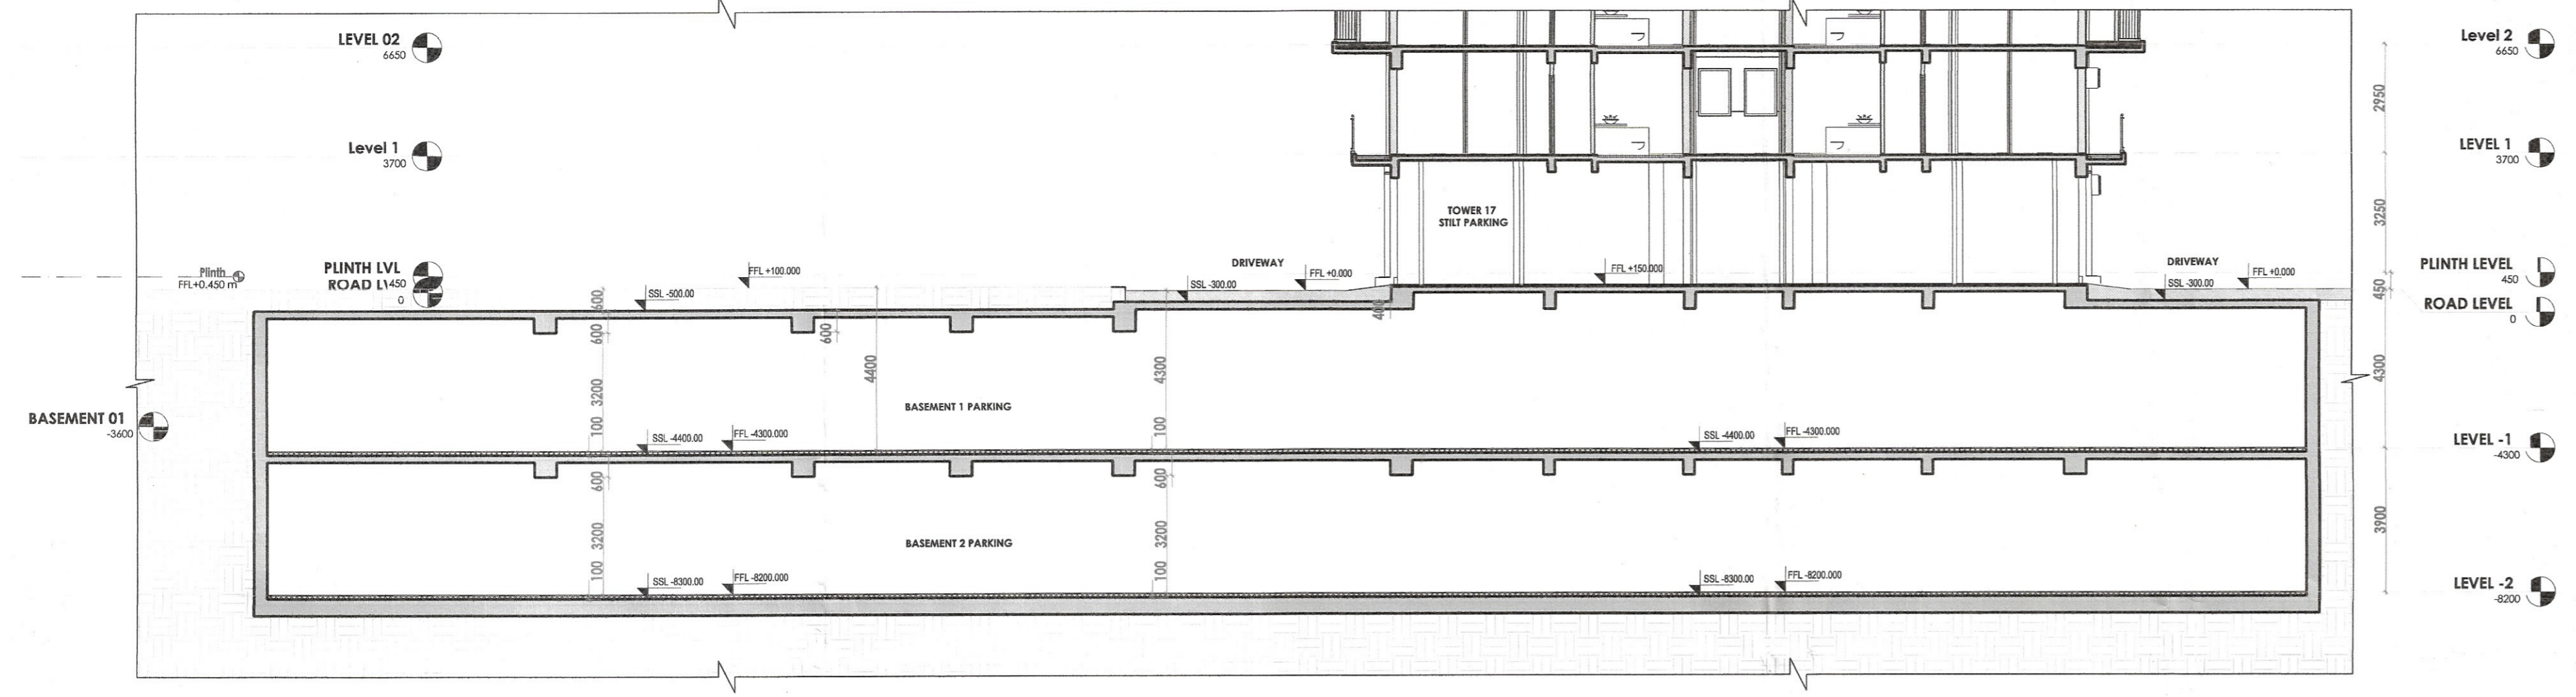 LEVEL 02
6650
Level 1
3700
Plinth
FFL+0.450 m
PLINTH LVL
450
0
BASEMENT 01
-3600
FFL +100.000
SSL -500.00
600
600
600
4400
3200
100
BASEMENT 1 PARKING
SSL -4400.00
FFL -4300.000
4300
100
600
600
3200
3200
BASEMENT 2 PARKING
100
SSL -8300.00
FFL -8200.000
100
DRIVEWAY
SSL -300.00
FFL +0.000
TOWER 17
STILT PARKING
FFL +150.000
SSL -4400.00
FFL -4300.000
SSL -8300.00
FFL -8200.000
DRIVEWAY
SSL -300.00
FFL +0.000
2950
3250
450
4300
3900
Level 2
6650
LEVEL 1
3700
PLINTH LEVEL
450
ROAD LEVEL
0
LEVEL -1
-4300
LEVEL -2
-8200